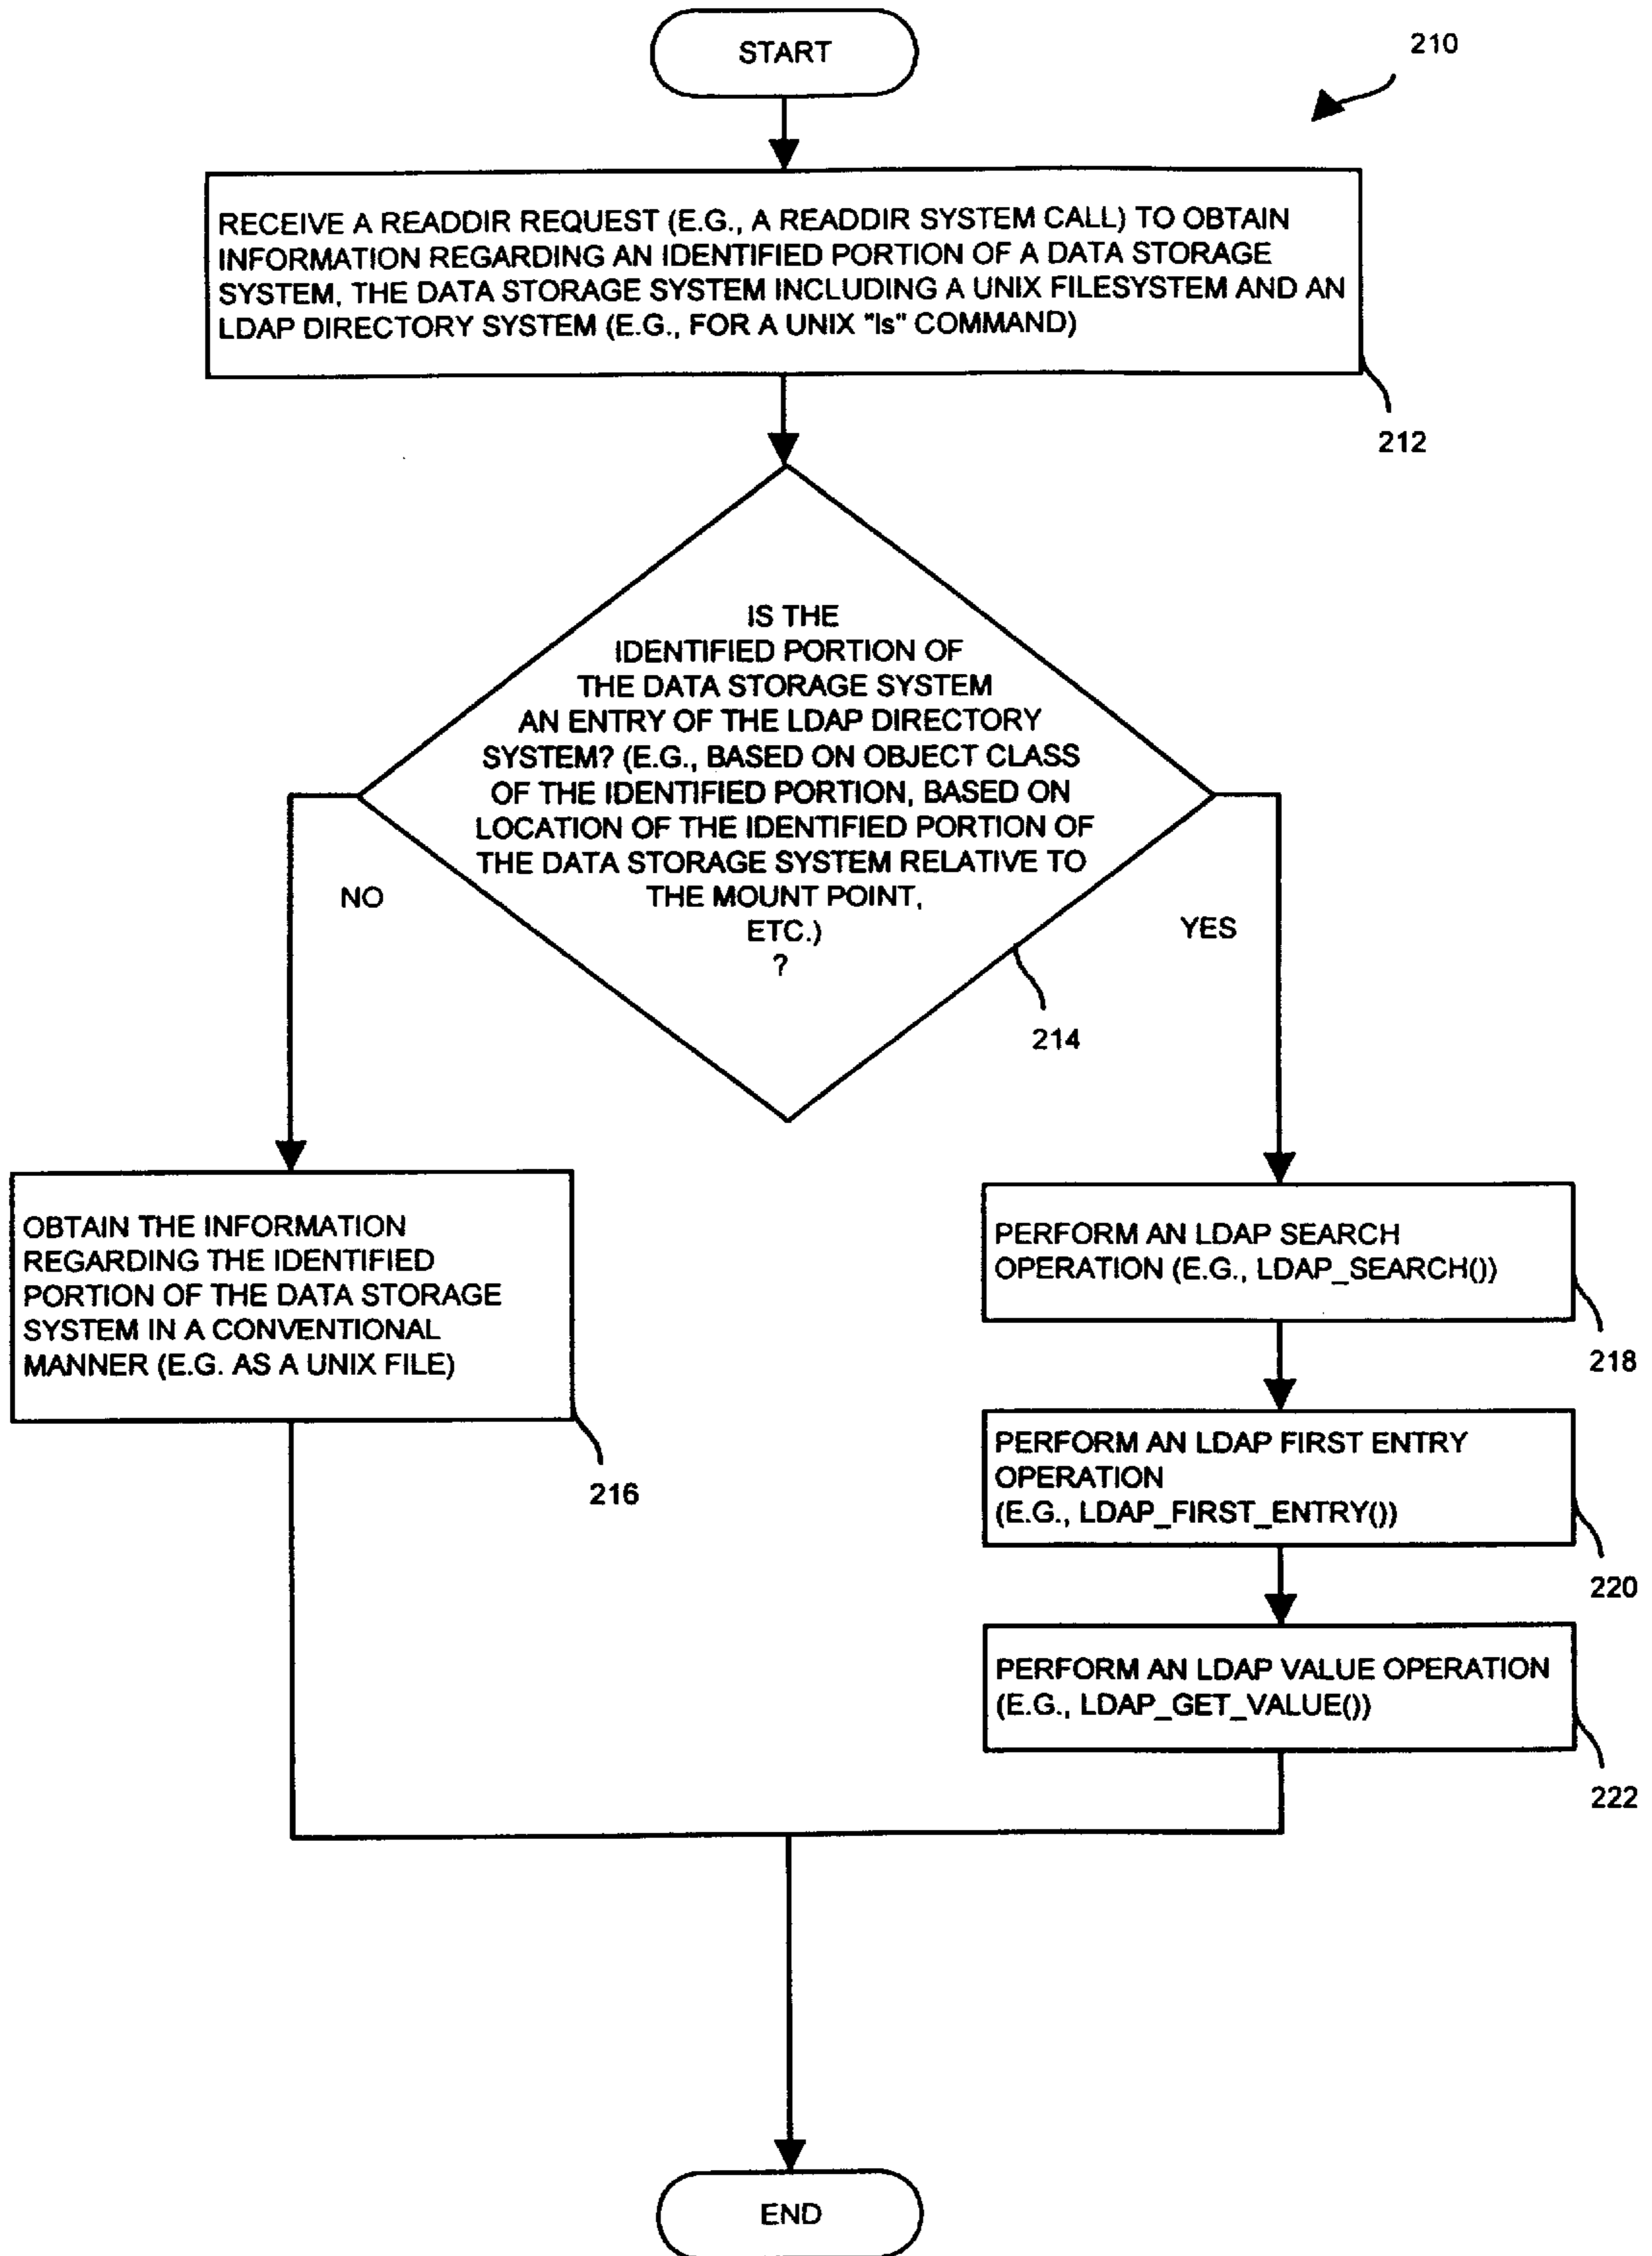 START
210
RECEIVE A READDIR REQUEST (E.G., A READDIR SYSTEM CALL) TO OBTAIN
INFORMATION REGARDING AN IDENTIFIED PORTION OF A DATA STORAGE
SYSTEM, THE DATA STORAGE SYSTEM INCLUDING A UNIX FILESYSTEM AND AN
LDAP DIRECTORY SYSTEM (E.G., FOR A UNIX "ls" COMMAND)
212
IS THE
IDENTIFIED PORTION OF
THE DATA STORAGE SYSTEM
AN ENTRY OF THE LDAP DIRECTORY
SYSTEM? (E.G., BASED ON OBJECT CLASS
OF THE IDENTIFIED PORTION, BASED ON
LOCATION OF THE IDENTIFIED PORTION OF
THE DATA STORAGE SYSTEM RELATIVE TO
THE MOUNT POINT,
ETC.)
?
NO
YES
214
OBTAIN THE INFORMATION
REGARDING THE IDENTIFIED
PORTION OF THE DATA STORAGE
SYSTEM IN A CONVENTIONAL
MANNER (E.G. AS A UNIX FILE)
216
PERFORM AN LDAP SEARCH
OPERATION (E.G., LDAP_SEARCH())
218
PERFORM AN LDAP FIRST ENTRY
OPERATION
(E.G., LDAP_FIRST_ENTRY())
220
PERFORM AN LDAP VALUE OPERATION
(E.G., LDAP_GET_VALUE())
222
END